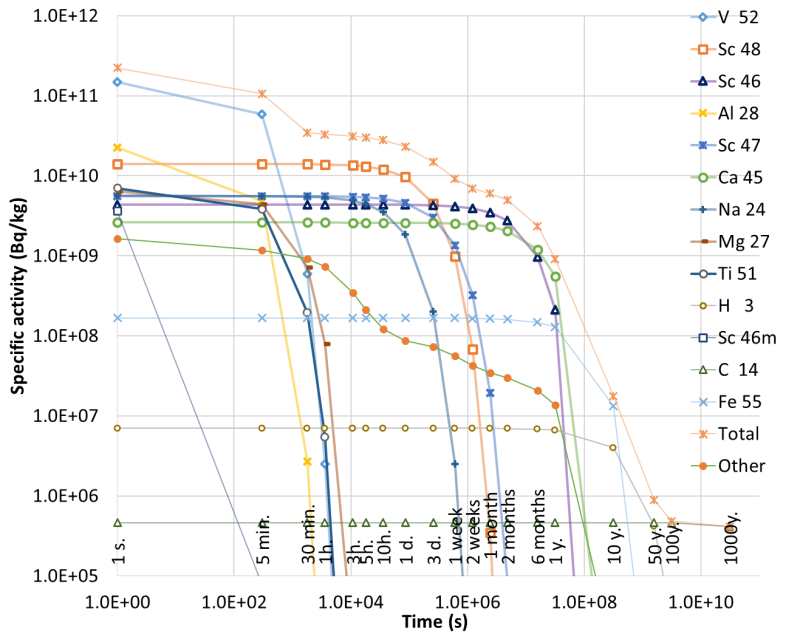 1.0E+12
1.0E+11
1.0E+10
1.0E+09
1.0E+08
1.0E+07
1.0E+06
1.0E+05
Specific activity (Bq/kg)
1 s.
5 min.
30 min.
1h.
3h.
5h.
10h.
1 d.
3 d.
1 week
2 weeks
1 month
2 months
6 months
1 y.
10 y.
50 y.
100y.
1000y.
1.0E+00
1.0E+02
1.0E+04
1.0E+06
1.0E+08
1.0E+10
Time (s)
V 52
Sc 48
Sc 46
Al 28
Sc 47
Ca 45
Na 24
Mg 27
Ti 51
H 3
Sc 46m
C 14
Fe 55
Total
Other